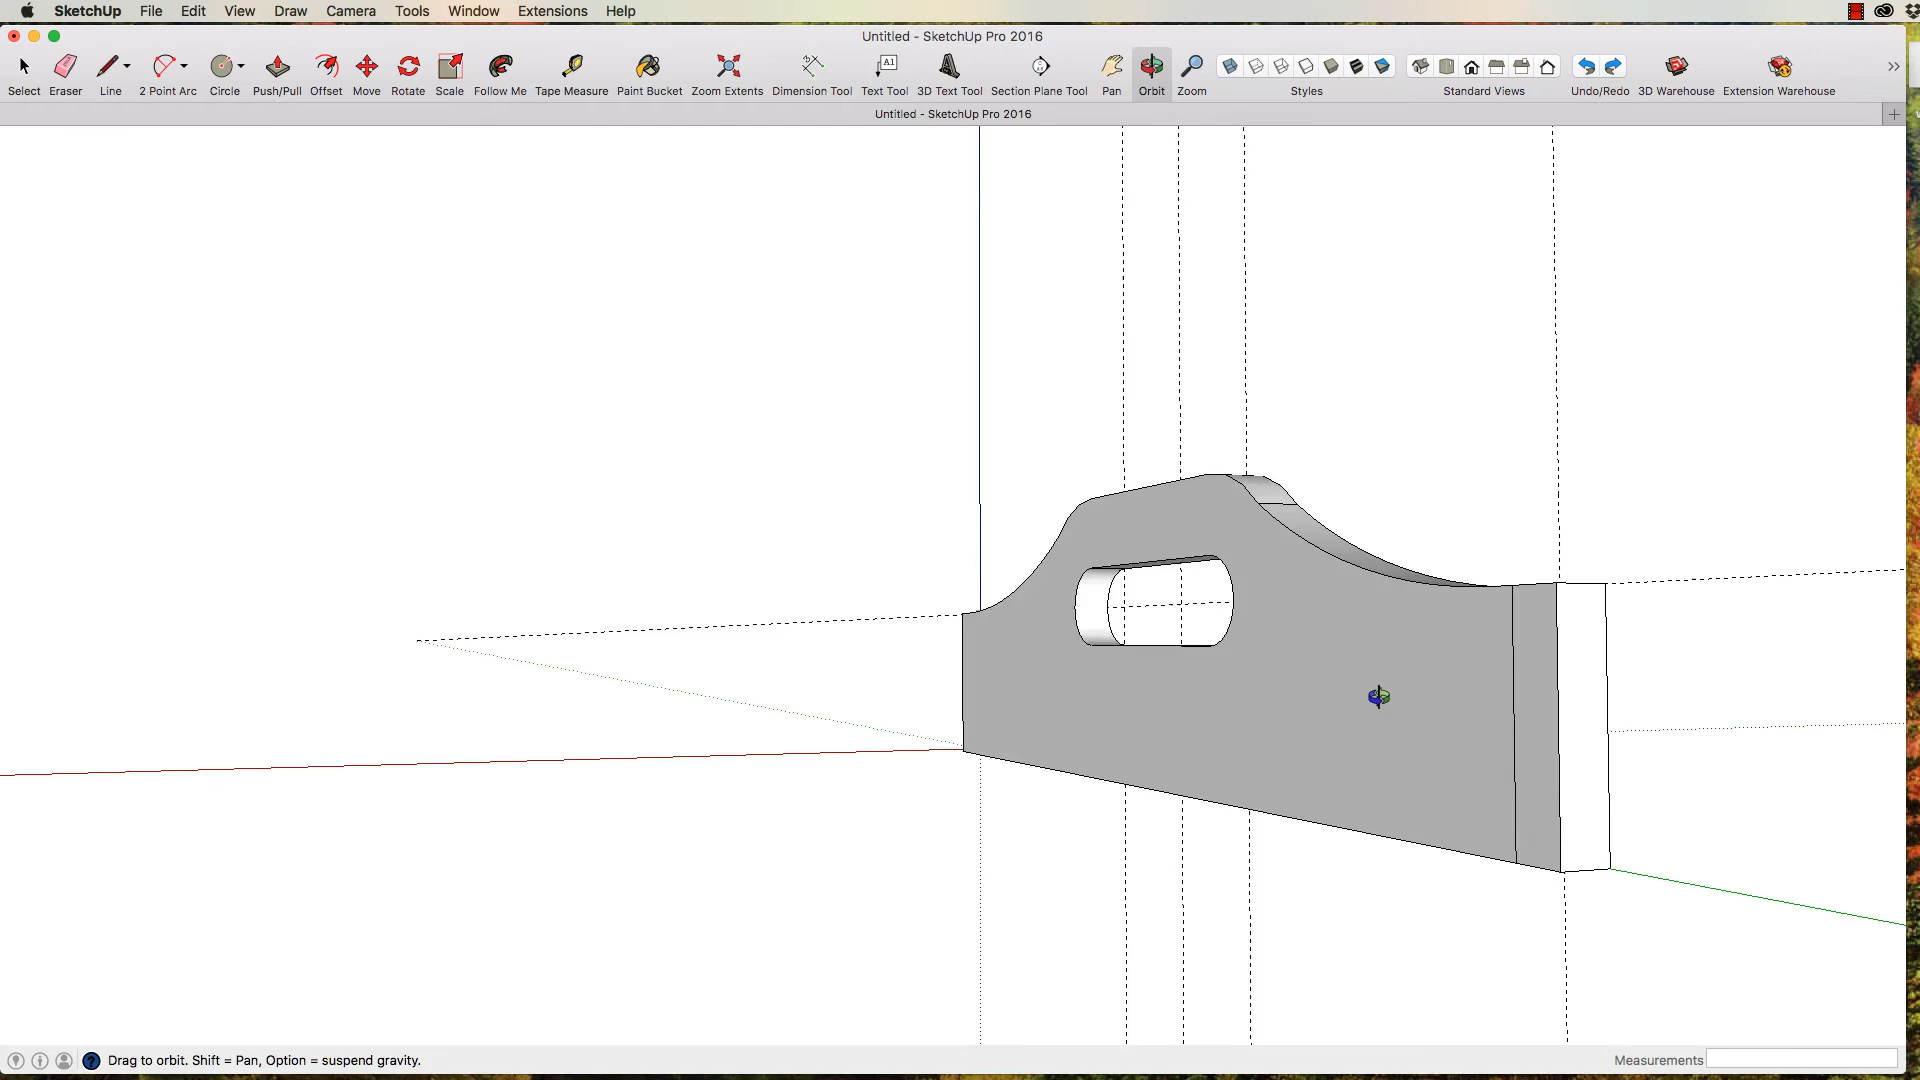 SketchUp File Edit View Draw Camera Tools Window Extensions Help
Untitled - SketchUp Pro 2016
A1
Select Eraser Line 2 Point Arc Circle Push/Pull Offset Move Rotate Scale Follow Me Tape Measure Paint Bucket Zoom Extents Dimension Tool Text Tool 3D Text Tool Section Plane Tool Pan Orbit Zoom Styles Standard Views Undo/Redo 3D Warehouse Extension Warehouse
Untitled - SketchUp Pro 2016
Drag to orbit. Shift = Pan, Option = suspend gravity.
Measurements